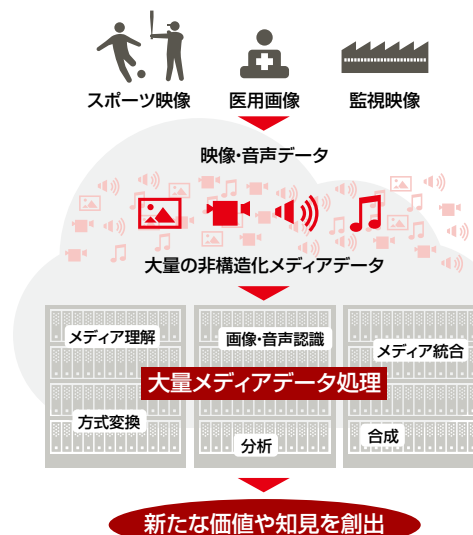 スポーツ映像
医用画像
監視映像
映像・音声データ
大量の非構造化メディアデータ
メディア理解
画像・音声認識
メディア統合
大量メディアデータ処理
方式変換
分析
合成
新たな価値や知見を創出